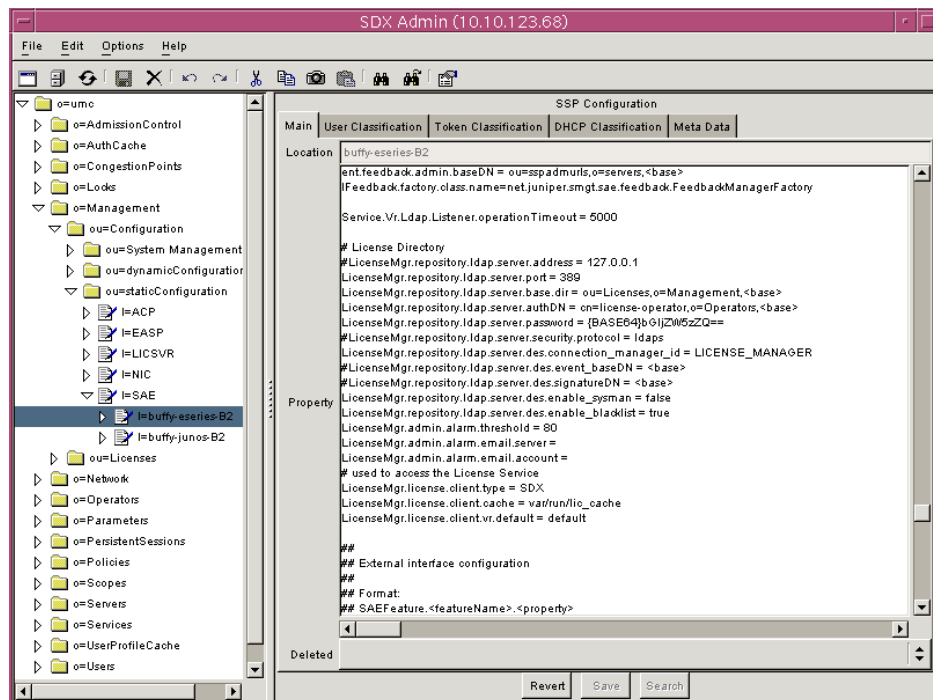 SDX Admin (10.10.123.68)
File Edit Options Help
o=umc
o=AdmissionControl
o=AuthCache
o=CongestionPoints
o=Locks
o=Management
ou=Configuration
ou=System Management
ou=dynamicConfiguration
ou=staticConfiguration
l=ACP
l=EASP
l=LICSVR
l=NIC
l=SAE
l=buffy-eseries-B2
l=buffy-junos-B2
ou=Licenses
o=Network
o=Operators
o=Parameters
o=PersistentSessions
o=Policies
o=Scopes
o=Servers
o=Services
o=UserProfileCache
o=Users
SSP Configuration
Main User Classification Token Classification DHCP Classification Meta Data
Location buffy-eseries-B2
Property
ent.feedback.admin.baseDN = ou=sspadmurls,o=servers,<base>
IFeedback.factory.class.name=net.juniper.smgt.sae.feedback.FeedbackManagerFactory
Service.Vr.Ldap.Listener.operationTimeout = 5000
# License Directory
#LicenseMgr.repository.ldap.server.address = 127.0.0.1
LicenseMgr.repository.ldap.server.port = 389
LicenseMgr.repository.ldap.server.base.dir = ou=Licenses,o=Management,<base>
LicenseMgr.repository.ldap.server.authDN = cn=license-operator,o=Operators,<base>
LicenseMgr.repository.ldap.server.password = {BASE64}bGljZW5zZQ==
#LicenseMgr.repository.ldap.server.security.protocol = ldaps
LicenseMgr.repository.ldap.server.des.connection_manager_id = LICENSE_MANAGER
#LicenseMgr.repository.ldap.server.des.event_baseDN = <base>
#LicenseMgr.repository.ldap.server.des.signatureDN = <base>
LicenseMgr.repository.ldap.server.des.enable_sysman = false
LicenseMgr.repository.ldap.server.des.enable_blacklist = true
LicenseMgr.admin.alarm.threshold = 80
LicenseMgr.admin.alarm.email.server =
LicenseMgr.admin.alarm.email.account =
# used to access the License Service
LicenseMgr.license.client.type = SDX
LicenseMgr.license.client.cache = var/run/lic_cache
LicenseMgr.license.client.vr.default = default
##
## External interface configuration
##
## Format:
## SAEFeature.<featureName>.<property>
Deleted
Revert Save Search